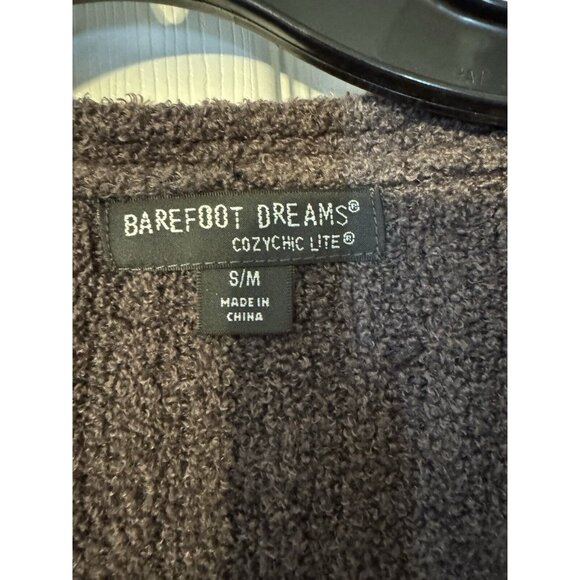 BAREFOOT DREAMS®
COZYCHIC LITE®
S/M
MADE IN
CHINA